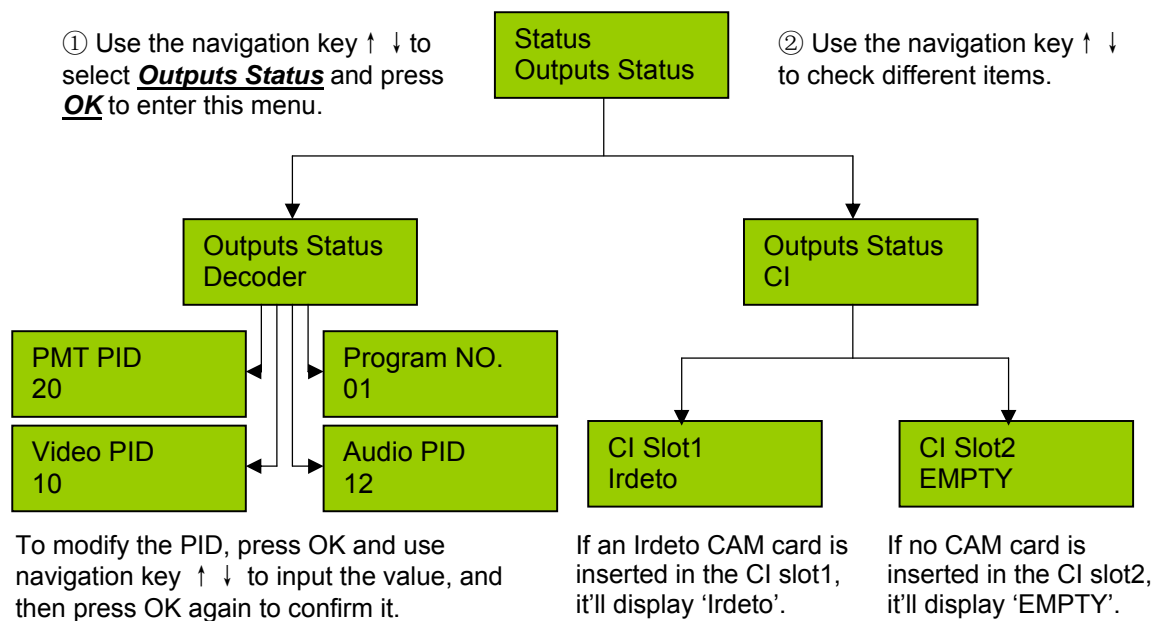 ① Use the navigation key ↑ ↓ to
select Outputs Status and press
OK to enter this menu.
Status
Outputs Status
② Use the navigation key ↑ ↓
to check different items.
Outputs Status
Decoder
Outputs Status
CI
PMT PID
20
Program NO.
01
Video PID
10
Audio PID
12
CI Slot1
Irdeto
CI Slot2
EMPTY
To modify the PID, press OK and use
navigation key ↑ ↓ to input the value, and
then press OK again to confirm it.
If an Irdeto CAM card is
inserted in the CI slot1,
it’ll display ‘Irdeto’.
If no CAM card is
inserted in the CI slot2,
it’ll display ‘EMPTY’.